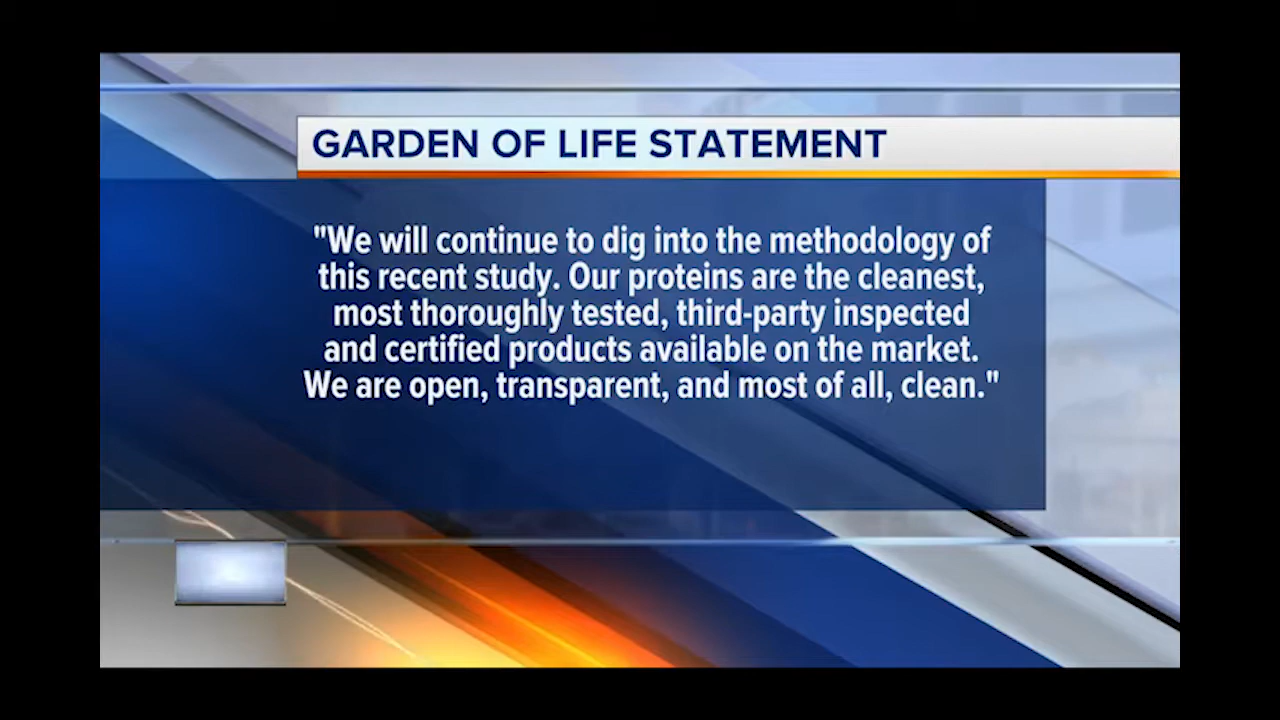 GARDEN OF LIFE STATEMENT
"We will continue to dig into the methodology of
this recent study. Our proteins are the cleanest,
most thoroughly tested, third-party inspected
and certified products available on the market.
We are open, transparent, and most of all, clean."